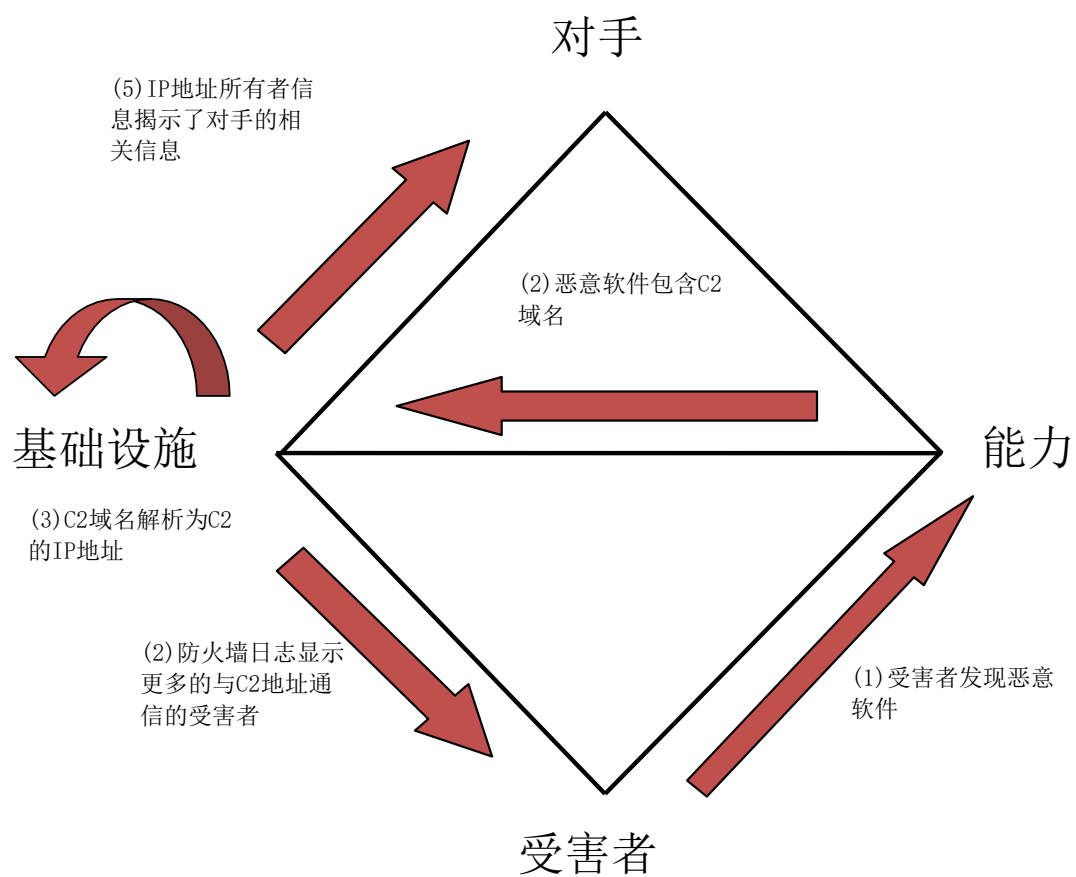 对手
(5)IP地址所有者信
息揭示了对手的相
关信息
(2)恶意软件包含C2
域名
基础设施
能力
(3)C2域名解析为C2
的IP地址
(2)防火墙日志显示
更多的与C2地址通
信的受害者
(1)受害者发现恶意
软件
受害者